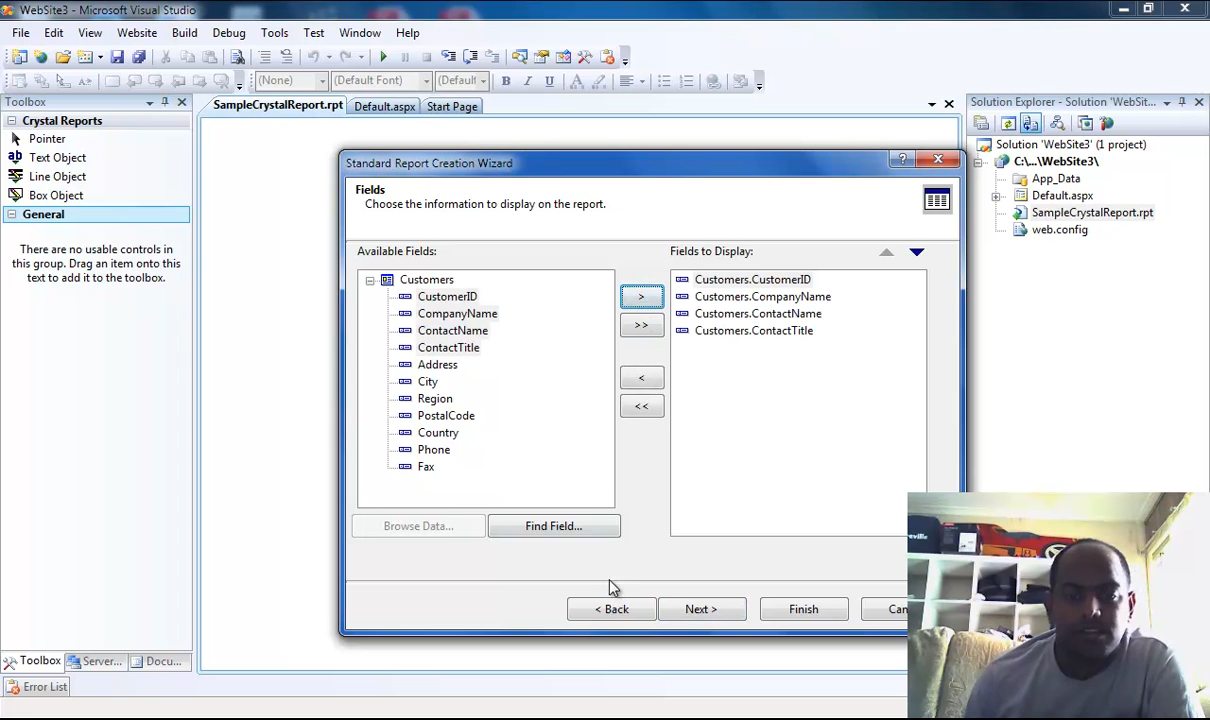 WebSite3 - Microsoft Visual Studio
File Edit View Website Build Debug Tools Test Window Help
(None) (Default Font) (Default
Toolbox
Crystal Reports
Pointer
Text Object
Line Object
Box Object
General
There are no usable controls in
this group. Drag an item onto this
text to add it to the toolbox.
SampleCrystalReport.rpt Default.aspx Start Page
Standard Report Creation Wizard
Fields
Choose the information to display on the report.
Available Fields:
Customers
CustomerID
CompanyName
ContactName
ContactTitle
Address
City
Region
PostalCode
Country
Phone
Fax
Browse Data... Find Field...
>
>>
<
<<
Fields to Display:
Customers.CustomerID
Customers.CompanyName
Customers.ContactName
Customers.ContactTitle
< Back Next > Finish Can
Solution Explorer - Solution 'WebSit...
Solution 'WebSite3' (1 project)
C:\...\WebSite3\
App_Data
Default.aspx
SampleCrystalReport.rpt
web.config
Toolbox Server... Docu...
Error List